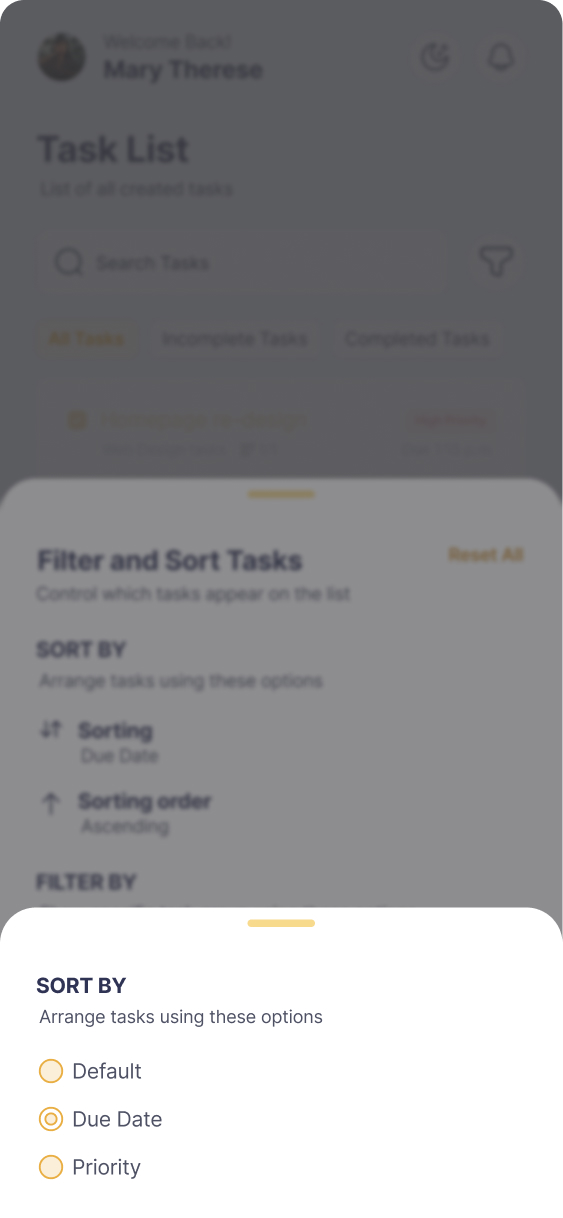 Welcome Back!
Mary Therese
Task List
List of all created tasks
Search Tasks
All Tasks
Incomplete Tasks
Completed Tasks
Filter and Sort Tasks
Reset All
Control which tasks appear on the list
SORT BY
Arrange tasks using these options
Sorting
Due Date
Sorting order
Ascending
FILTER BY
SORT BY
Arrange tasks using these options
Default
Due Date
Priority